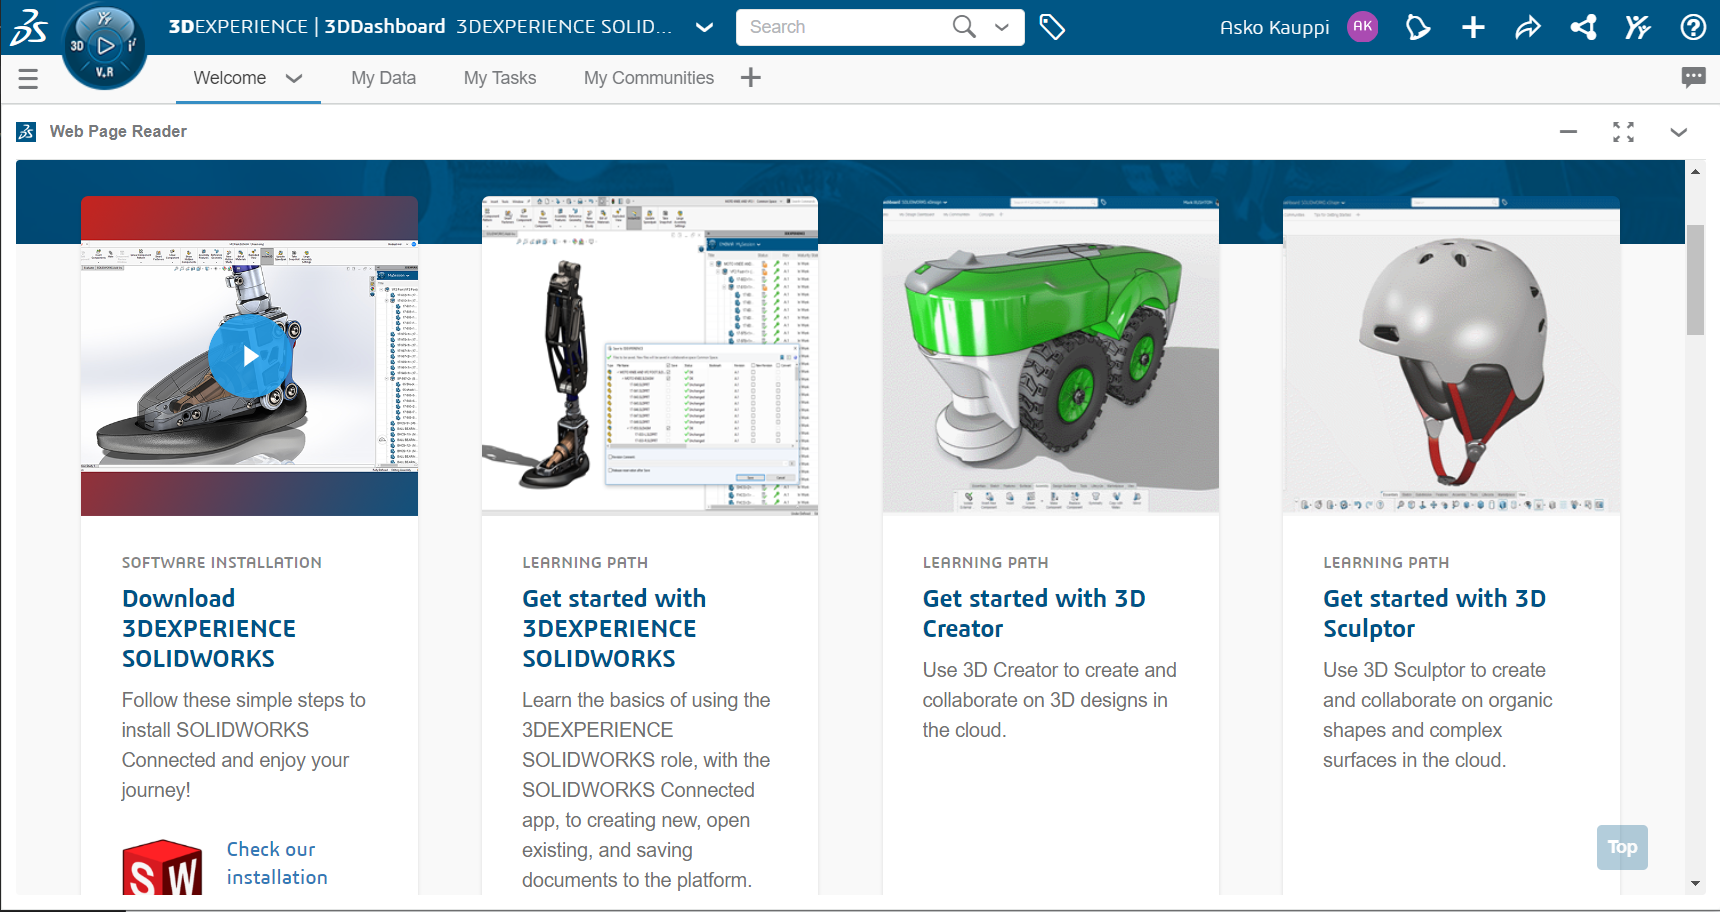 3DEXPERIENCE | 3DDashboard 3DEXPERIENCE SOLID...
Search
Asko Kauppi
AK
3D
V.R
Welcome
My Data
My Tasks
My Communities
Web Page Reader
SOFTWARE INSTALLATION
Download
3DEXPERIENCE
SOLIDWORKS
Follow these simple steps to
install SOLIDWORKS
Connected and enjoy your
journey!
SW
Check our
installation
LEARNING PATH
Get started with
3DEXPERIENCE
SOLIDWORKS
Learn the basics of using the
3DEXPERIENCE
SOLIDWORKS role, with the
SOLIDWORKS Connected
app, to creating new, open
existing, and saving
documents to the platform.
LEARNING PATH
Get started with 3D
Creator
Use 3D Creator to create and
collaborate on 3D designs in
the cloud.
LEARNING PATH
Get started with 3D
Sculptor
Use 3D Sculptor to create
and collaborate on organic
shapes and complex
surfaces in the cloud.
Top